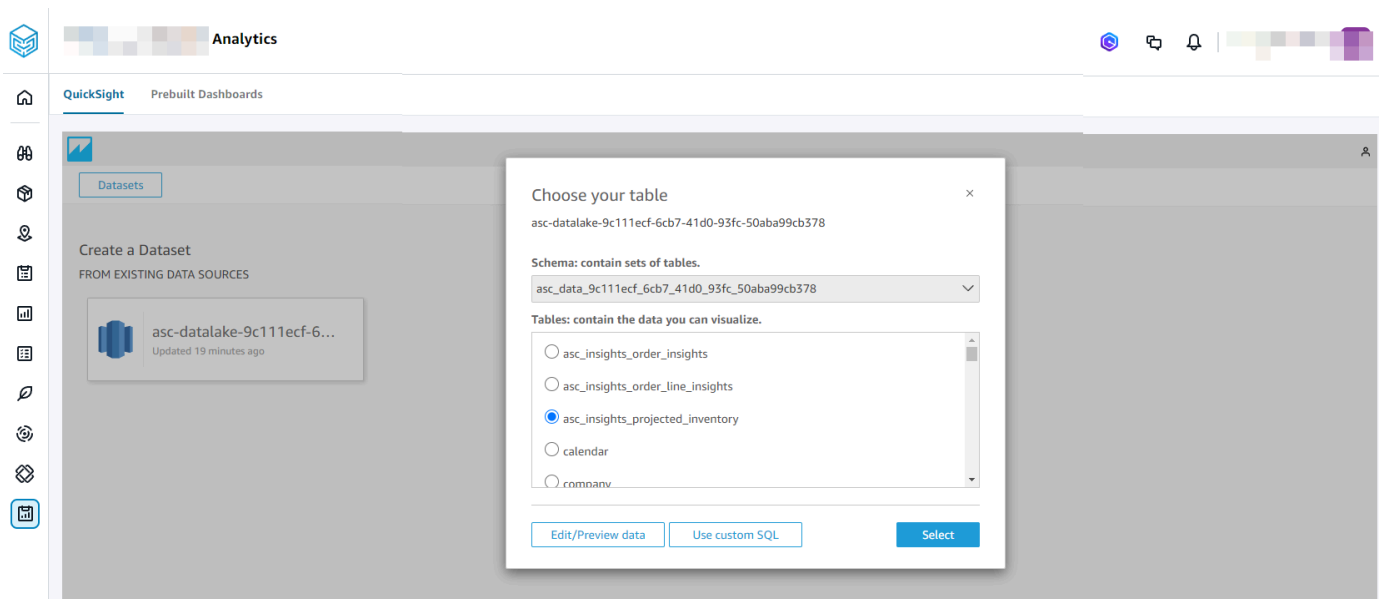 Analytics
QuickSight Prebuilt Dashboards
Datasets
Create a Dataset
FROM EXISTING DATA SOURCES
asc-datalake-9c111ecf-6...
Updated 19 minutes ago
Choose your table
asc-datalake-9c111ecf-6cb7-41d0-93fc-50aba99cb378
Schema: contain sets of tables.
asc_data_9c111ecf_6cb7_41d0_93fc_50aba99cb378
Tables: contain the data you can visualize.
asc_insights_order_insights
asc_insights_order_line_insights
asc_insights_projected_inventory
calendar
company
Edit/Preview data Use custom SQL Select